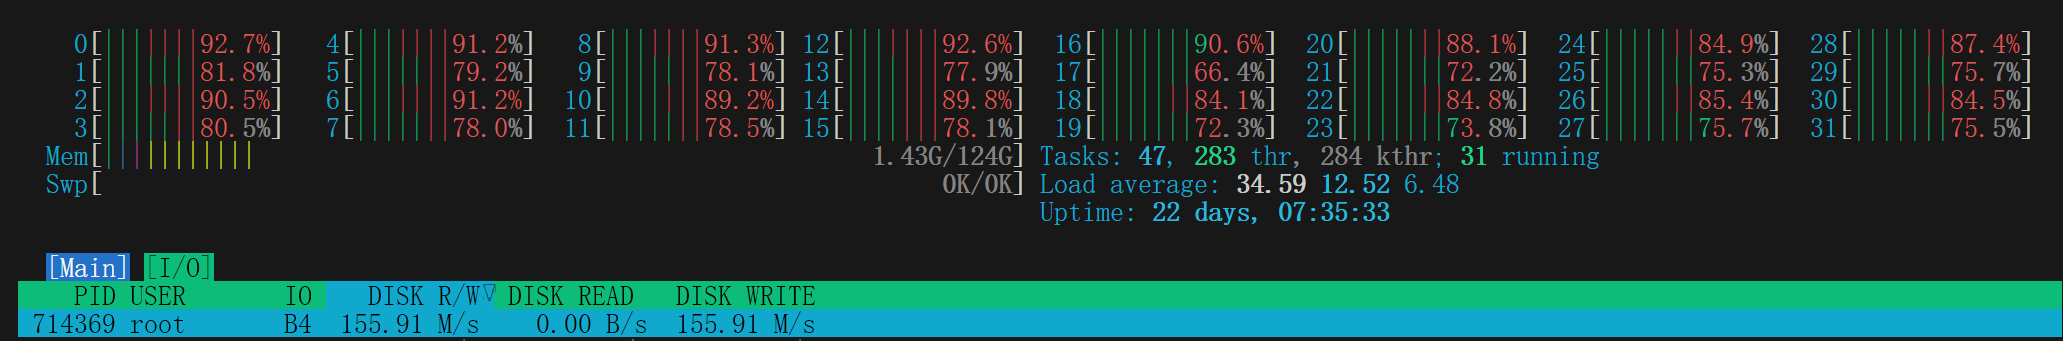 0[92.7%] 4[91.2%] 8[91.3%] 12[92.6%] 16[90.6%] 20[88.1%] 24[84.9%] 28[87.4%]
1[81.8%] 5[79.2%] 9[78.1%] 13[77.9%] 17[66.4%] 21[72.2%] 25[75.3%] 29[75.7%]
2[90.5%] 6[91.2%] 10[89.2%] 14[89.8%] 18[84.1%] 22[84.8%] 26[85.4%] 30[84.5%]
3[80.5%] 7[78.0%] 11[78.5%] 15[78.1%] 19[72.3%] 23[73.8%] 27[75.7%] 31[75.5%]
Mem[1.43G/124G] Tasks: 47, 283 thr, 284 kthr; 31 running
Swp[0K/0K] Load average: 34.59 12.52 6.48
Uptime: 22 days, 07:35:33
[Main] [I/O]
PID USER IO DISK R/W▽ DISK READ DISK WRITE
714369 root B4 155.91 M/s 0.00 B/s 155.91 M/s